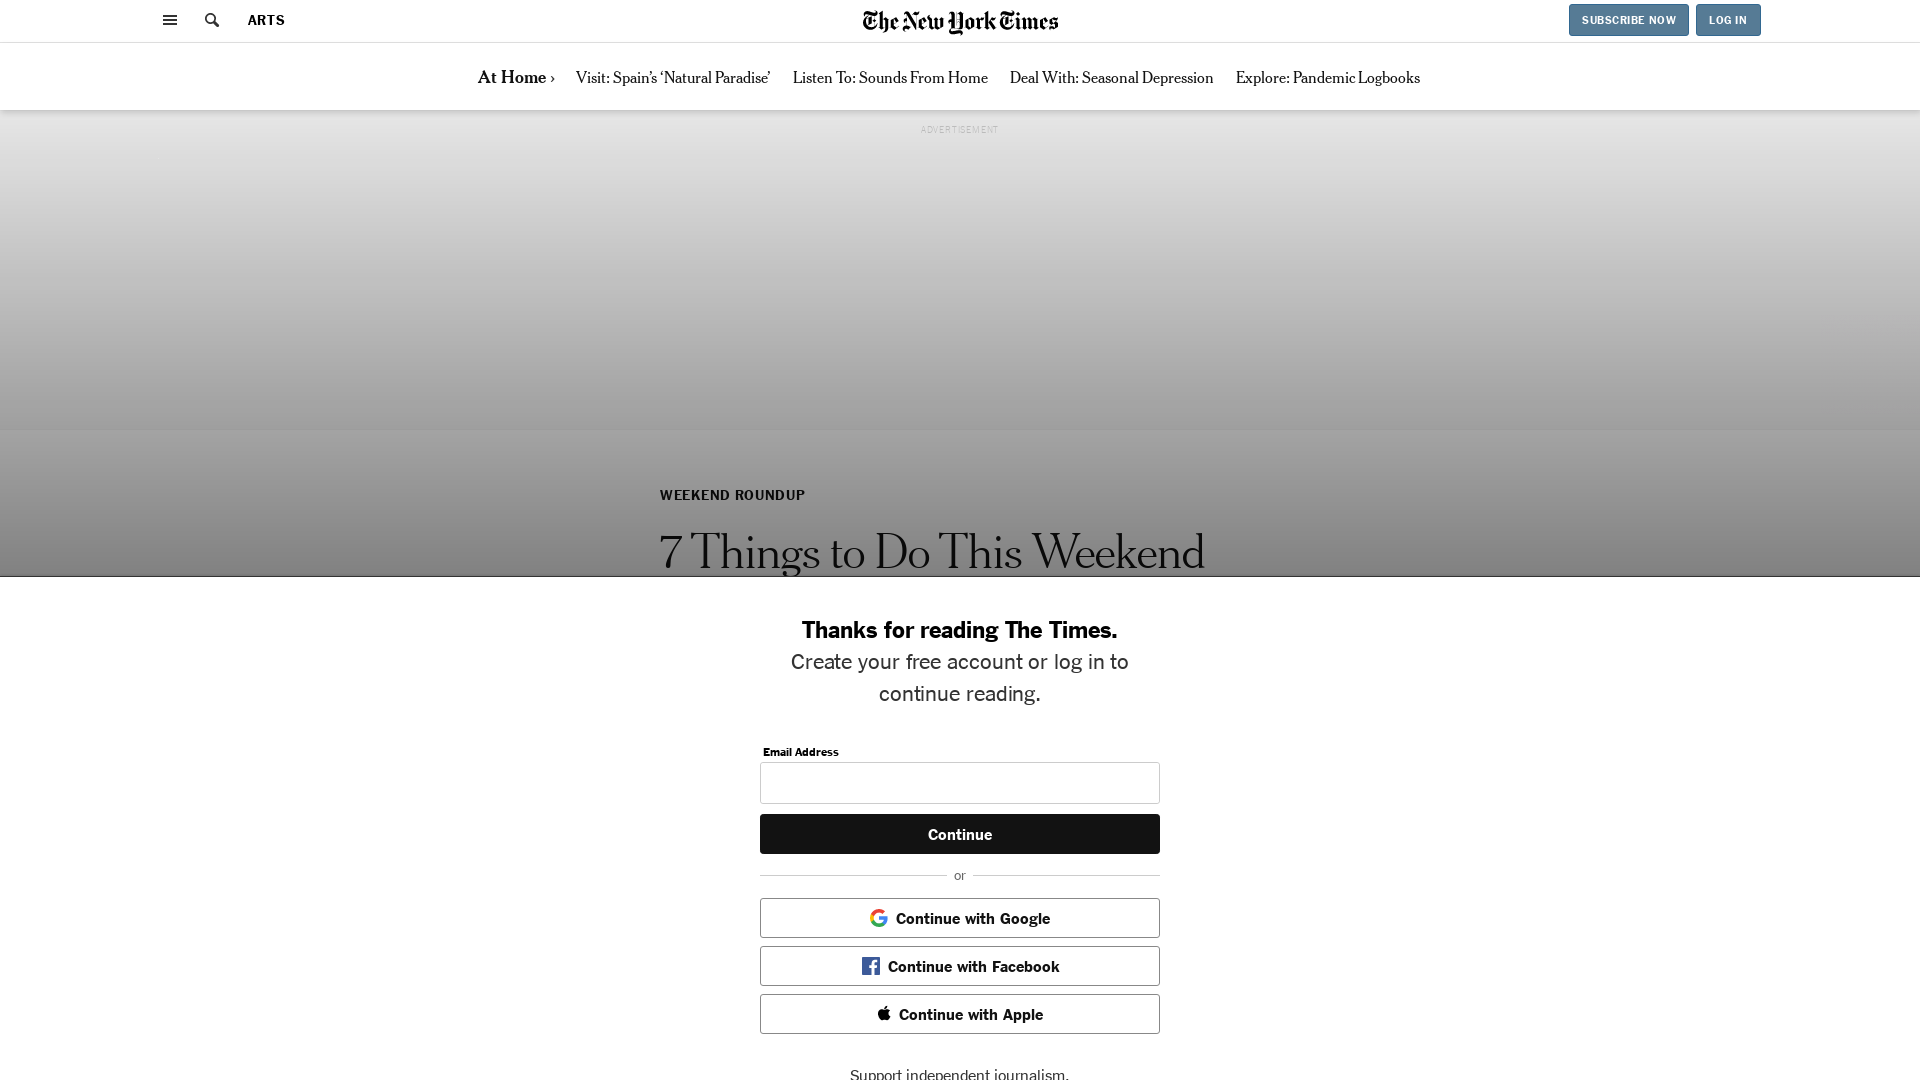 ARTS
The New York Times
SUBSCRIBE NOW
LOG IN
At Home ›
Visit: Spain’s ‘Natural Paradise’
Listen To: Sounds From Home
Deal With: Seasonal Depression
Explore: Pandemic Logbooks
ADVERTISEMENT
WEEKEND ROUNDUP
7 Things to Do This Weekend
Thanks for reading The Times.
Create your free account or log in to
continue reading.
Email Address
Continue
or
Continue with Google
Continue with Facebook
Continue with Apple
Support independent journalism.